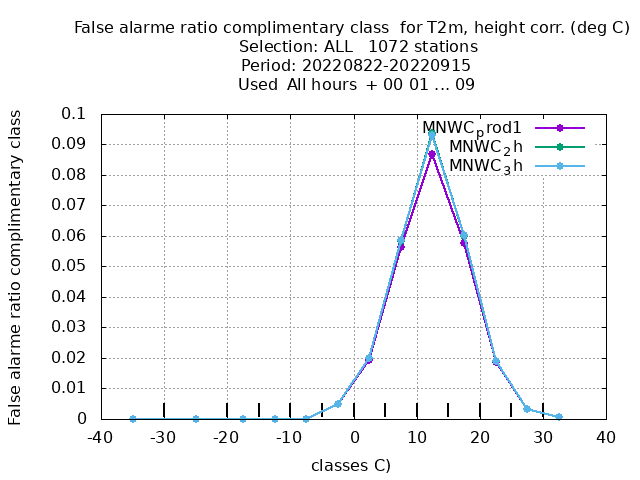 False alarme ratio complimentary class  for T2m, height corr. (deg C)
Selection: ALL   1072 stations
Period: 20220822-20220915
Used  All hours  + 00 01 ... 09
False alarme ratio complimentary class
0.1
0.09
0.08
0.07
0.06
0.05
0.04
0.03
0.02
0.01
0
MNWCprod1
MNWC2h
MNWC3h
-40 -30 -20 -10 0 10 20 30 40
classes C)